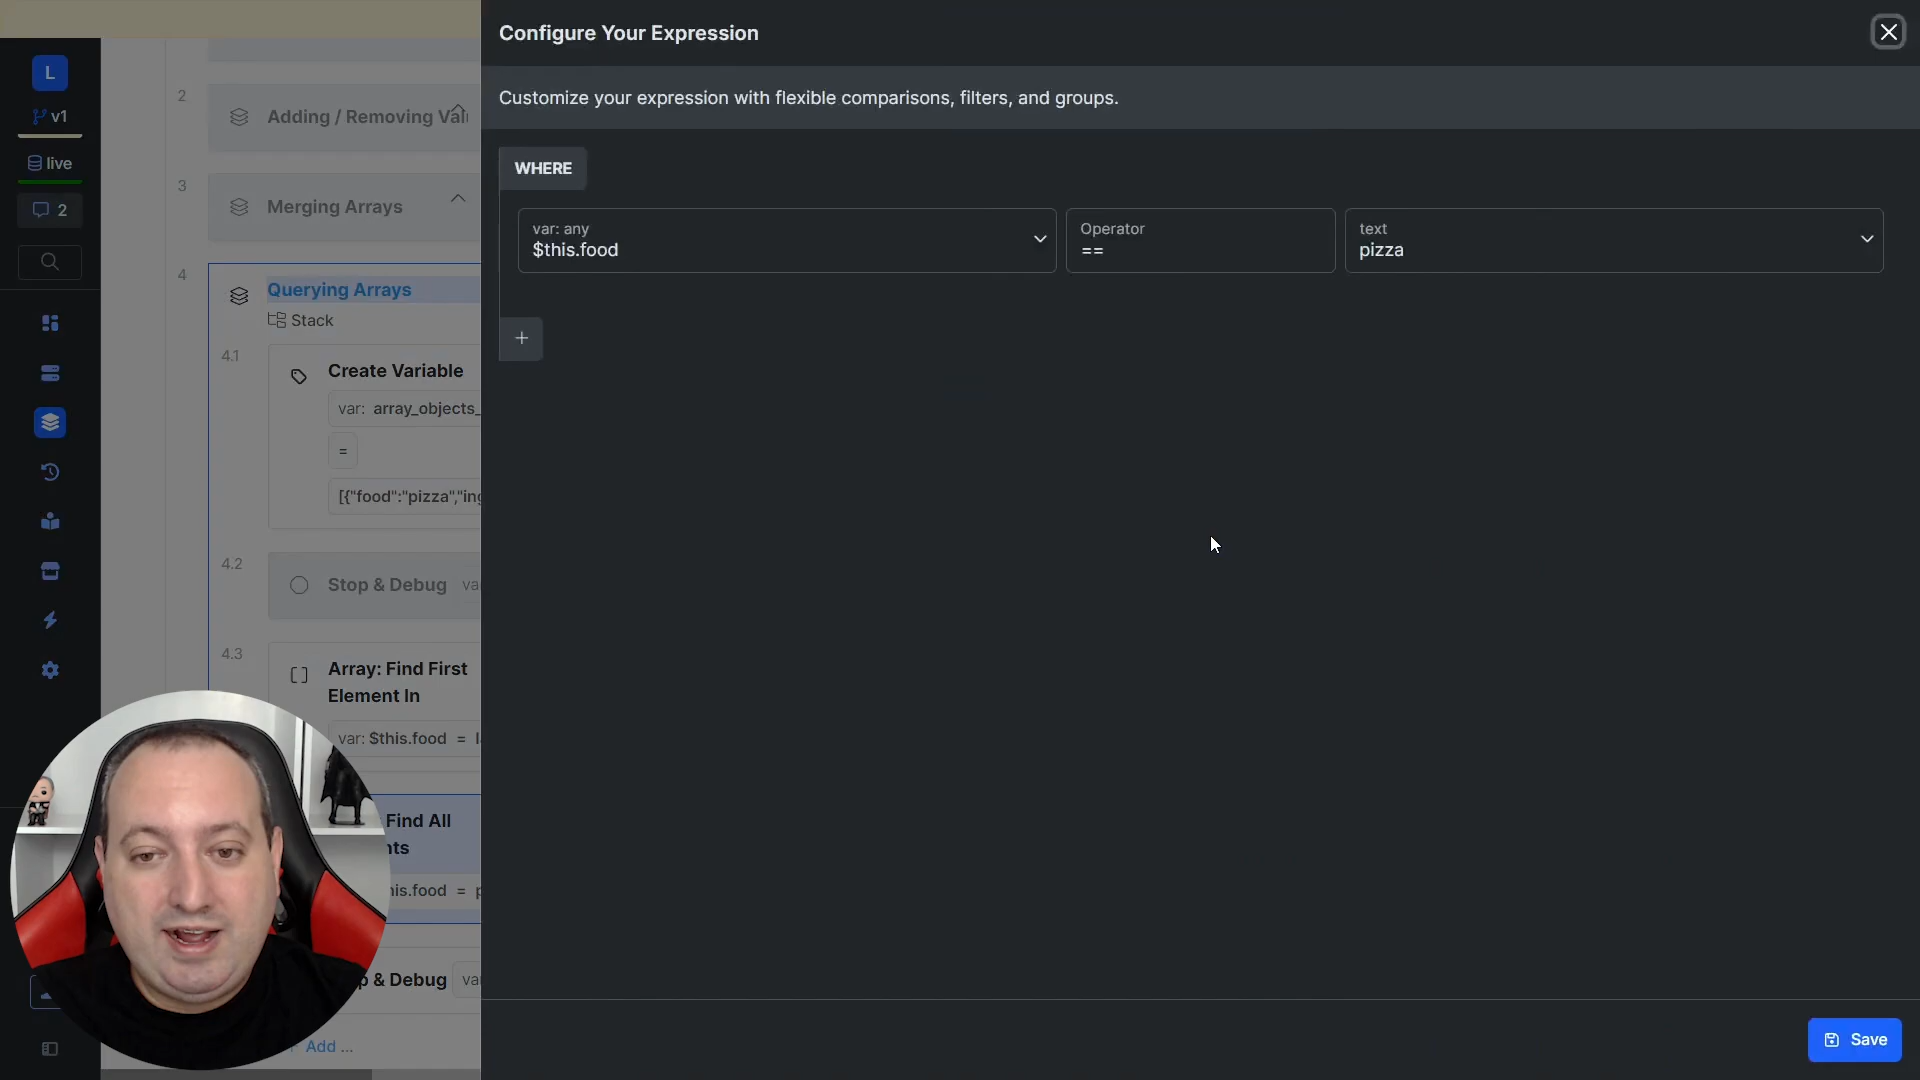 Configure Your Expression
Customize your expression with flexible comparisons, filters, and groups.
WHERE
var: any
$this.food
Operator
==
text
pizza
+
Save
L
v1
live
2
2
Adding / Removing Val
3
Merging Arrays
4
Querying Arrays
Stack
4.1
Create Variable
var: array_objects_
=
[{"food":"pizza","ing
4.2
Stop & Debug va
4.3
Array: Find First
Element In
var: $this.food =
Find All
nts
his.food = p
p & Debug va
Add ...